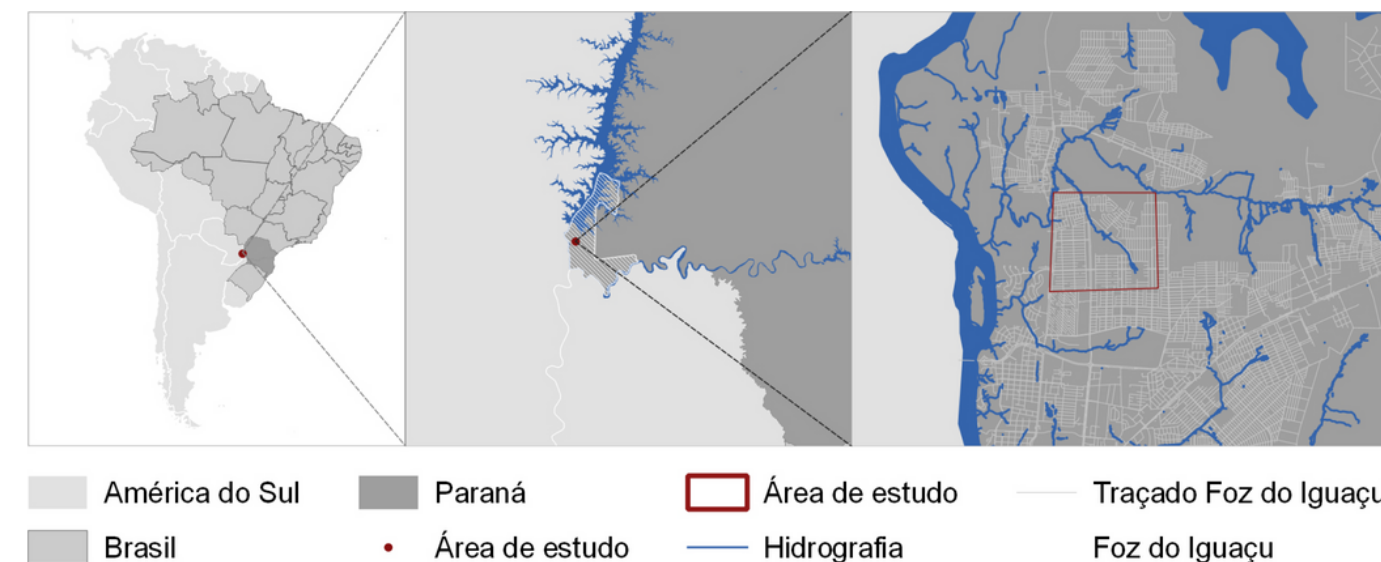 América do Sul
Paraná
Área de estudo
Traçado Foz do Iguaçu
Brasil
Área de estudo
Hidrografia
Foz do Iguaçu